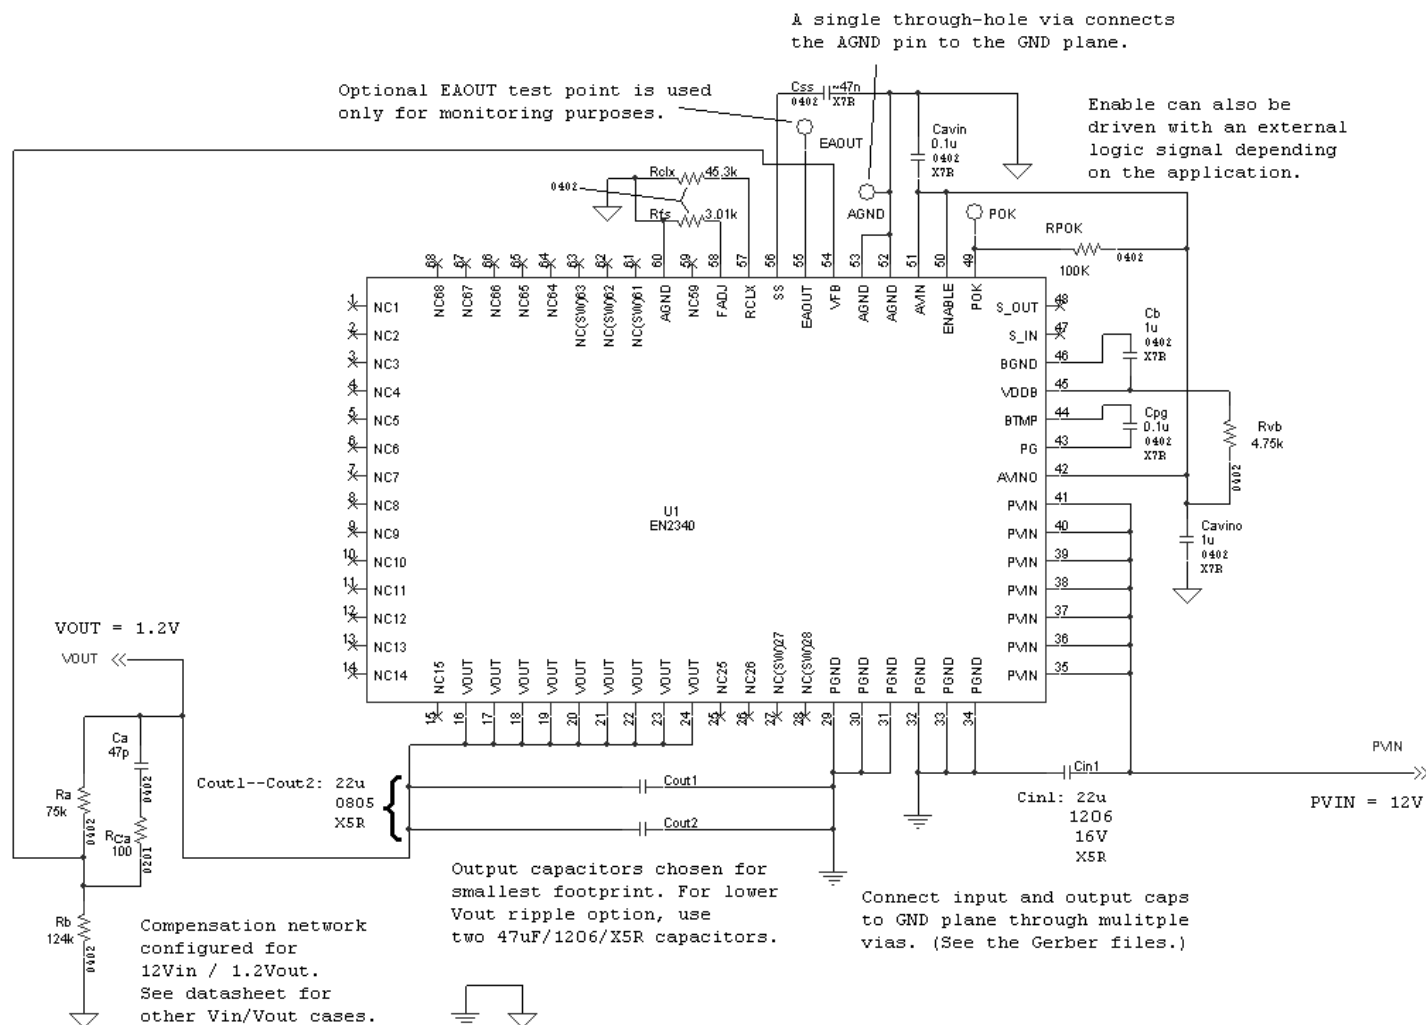 A single through-hole via connects
the AGND pin to the GND plane.
Optional EAOUT test point is used
only for monitoring purposes.
Css ~47n
0402 X7R
EAOUT
Cavin
0.1u
0402
X7R
Enable can also be
driven with an external
logic signal depending
on the application.
Rclx 45.3k
0402
Rfs 3.01k
AGND
POK
RPOK
100K
0402
68 67 66 65 64 63 62 61 60 59 58 57 56 55 54 53 52 51 50 49
NC68 NC67 NC66 NC65 NC64 NC(SW)63 NC(SW)62 NC(SW)61 AGND NC59 FADJ RCLX SS EAOUT VFB AGND AGND AVIN ENABLE POK
1 NC1
2 NC2
3 NC3
4 NC4
5 NC5
6 NC6
7 NC7
8 NC8
9 NC9
10 NC10
11 NC11
12 NC12
13 NC13
14 NC14
U1
EN2340
S_OUT 48
S_IN 47
BGND 46
VDDB 45
BTMP 44
PG 43
AVINO 42
PVIN 41
PVIN 40
PVIN 39
PVIN 38
PVIN 37
PVIN 36
PVIN 35
Cb
1u
0402
X7R
Cpg
0.1u
0402
X7R
Rvb
4.75k
0402
Cavino
1u
0402
X7R
NC15 VOUT VOUT VOUT VOUT VOUT VOUT VOUT VOUT VOUT NC25 NC26 NC(SW)27 NC(SW)28 PGND PGND PGND PGND PGND PGND
15 16 17 18 19 20 21 22 23 24 25 26 27 28 29 30 31 32 33 34
VOUT = 1.2V
VOUT
Ca
47p
0402
Ra
75k
0402
RCa
100
0201
Rb
124k
0402
Cout1--Cout2: 22u
0805
X5R
Cout1
Cout2
Cin1
Cin1: 22u
1206
16V
X5R
PVIN
PVIN = 12V
Output capacitors chosen for
smallest footprint. For lower
Vout ripple option, use
two 47uF/1206/X5R capacitors.
Connect input and output caps
to GND plane through mulitple
vias. (See the Gerber files.)
Compensation network
configured for
12Vin / 1.2Vout.
See datasheet for
other Vin/Vout cases.